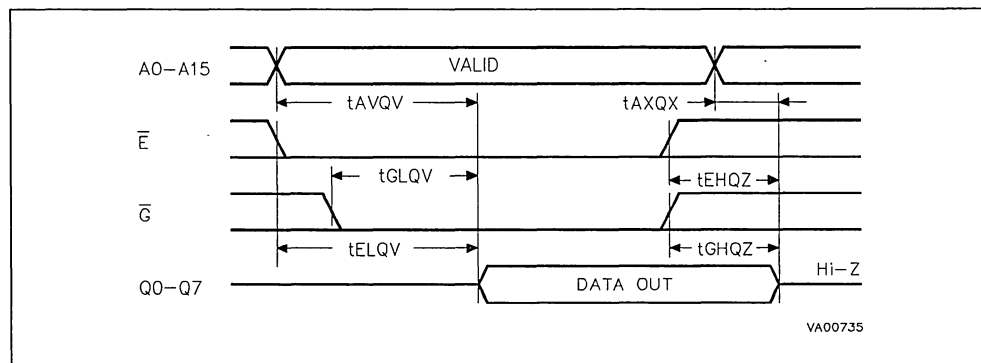 A0-A15
VALID
tAVQV
tAXQX
E
tGLQV
tEHQZ
G
tELQV
tGHQZ
Hi-Z
Q0-Q7
DATA OUT
VA00735